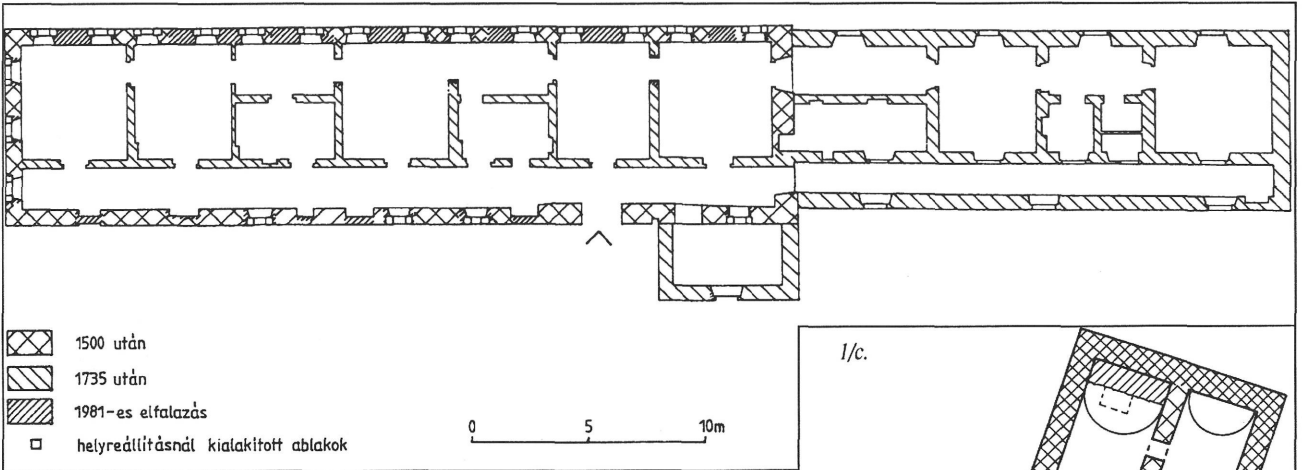 1500 után
1735 után
1981-es elfalazás
helyreállításnál kialakított ablakok
0 5 10m
1/c.